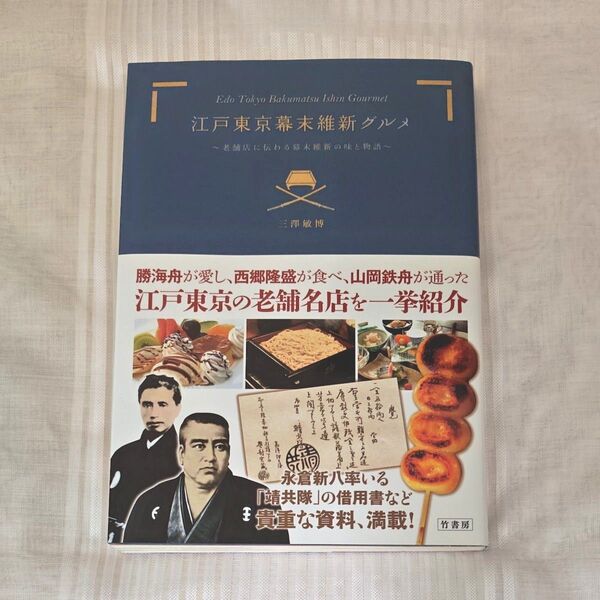 Edo Tokyo Bakumatsu Ishin Gourmet
江戸東京幕末維新グルメ
～老舗店に伝わる幕末維新の味と物語～
三澤敏博
勝海舟が愛し、西郷隆盛が食べ、山岡鉄舟が通った
江戸東京の老舗名店を一挙紹介
永倉新八率いる
「靖共隊」の借用書など
貴重な資料、満載!
竹書房